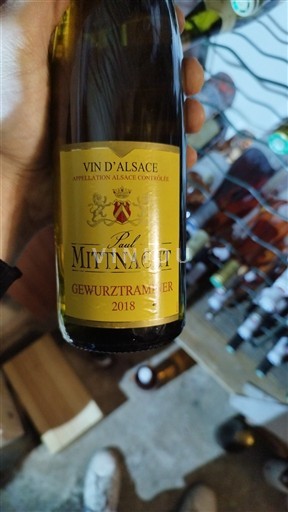 VIN D'ALSACE
APPELLATION ALSACE CONTRÔLÉE
Paul
MITTNACHT
GEWURZTRAMINER
2018